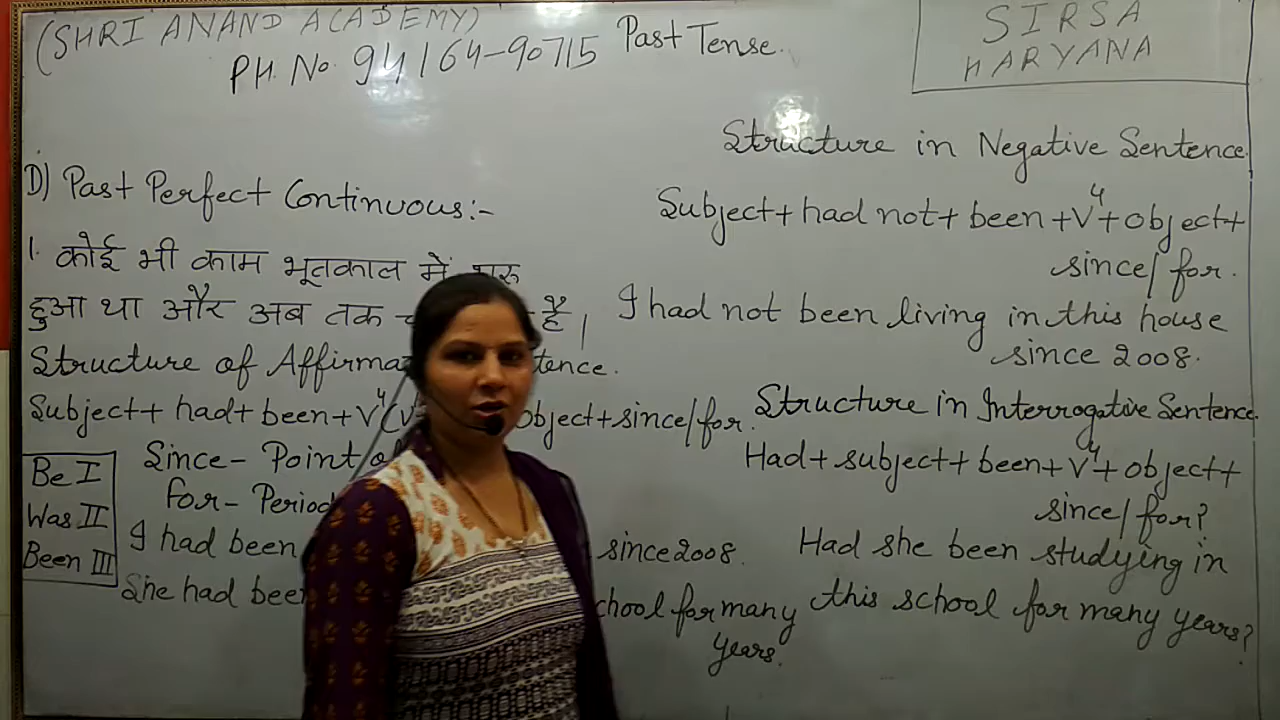 (SHRI ANAND ACADEMY)
PH. No. 94164-90715
Past Tense.
SIRSA
HARYANA
D) Past Perfect Continuous:-
1. कोई भी काम भूतकाल में शुरू
हुआ था और अब तक है।
Structure of Affirma tence.
Subject + had + been + V⁴ ( object + since/for.
Since - Point of
For - Period
Be I
Was II
Been III
I had been since 2008.
She had been school for many
years.
Structure in Negative Sentence.
Subject + had not + been + V⁴ + object +
since/for.
I had not been living in this house
since 2008.
Structure in Interrogative Sentence.
Had + subject + been + V⁴ + object +
since/for?
Had she been studying in
this school for many years?